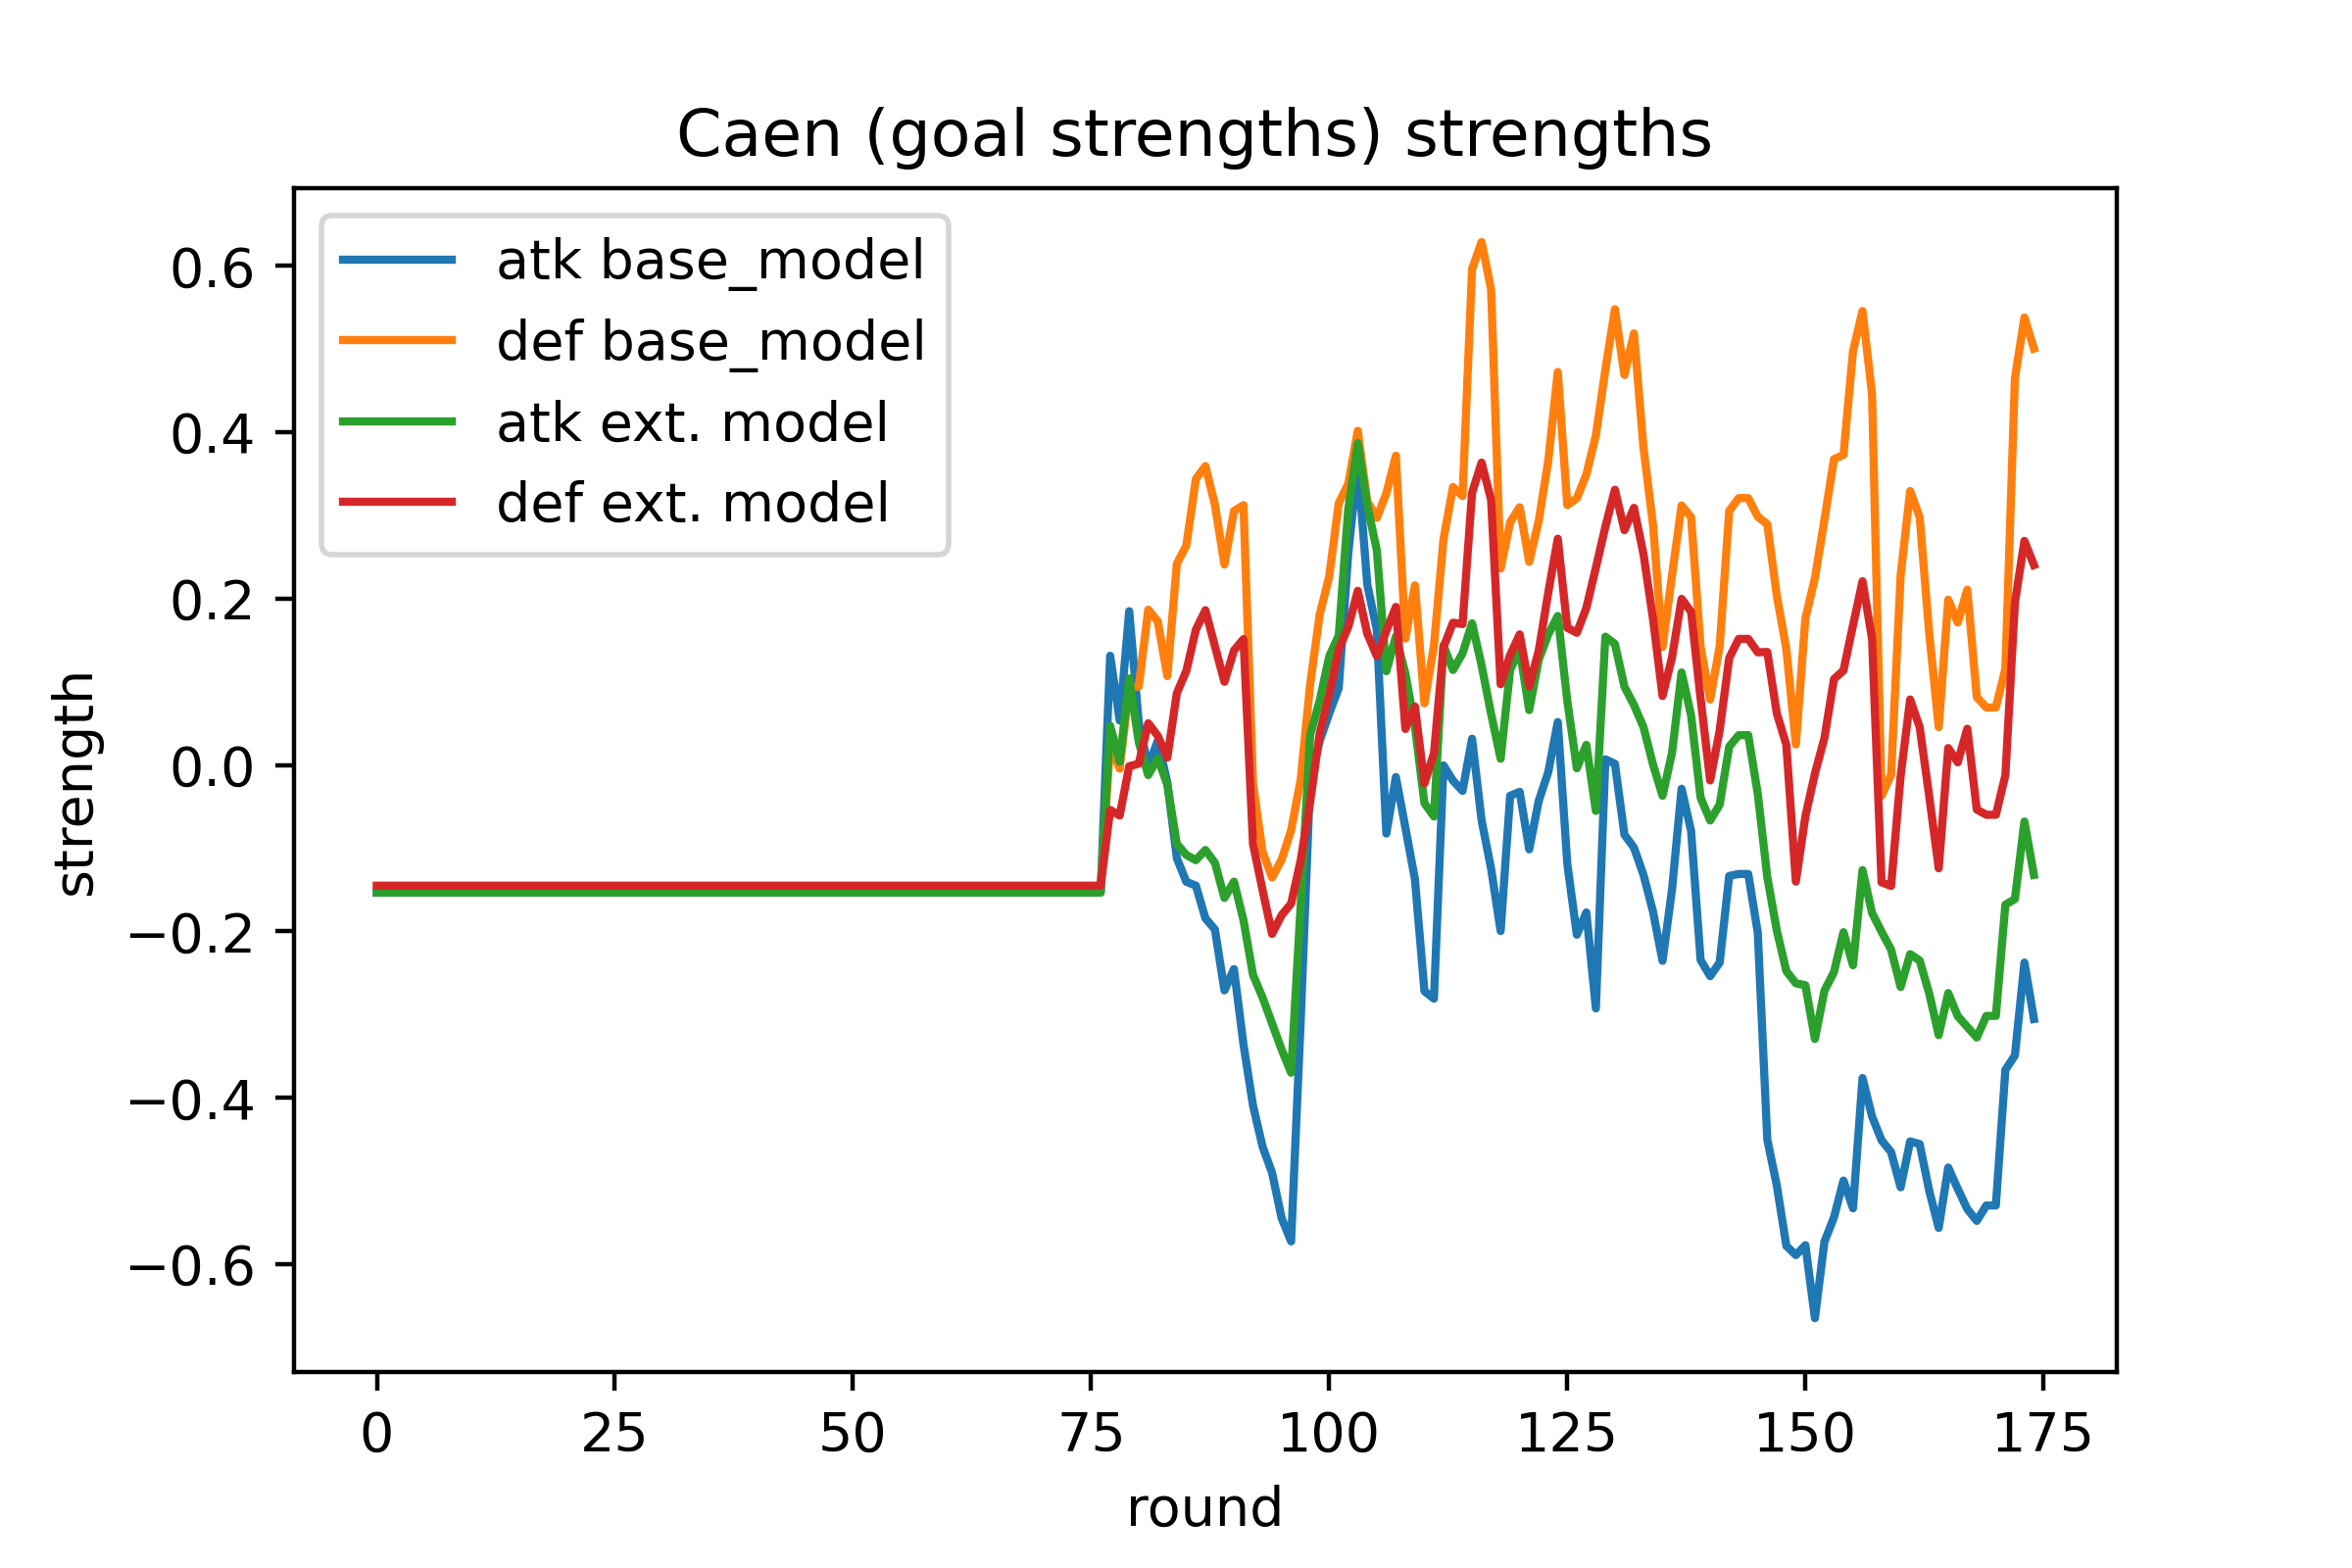 Caen (goal strengths) strengths
atk base_model
def base_model
atk ext. model
def ext. model
0.6
0.4
0.2
0.0
−0.2
−0.4
−0.6
strength
0 25 50 75 100 125 150 175
round